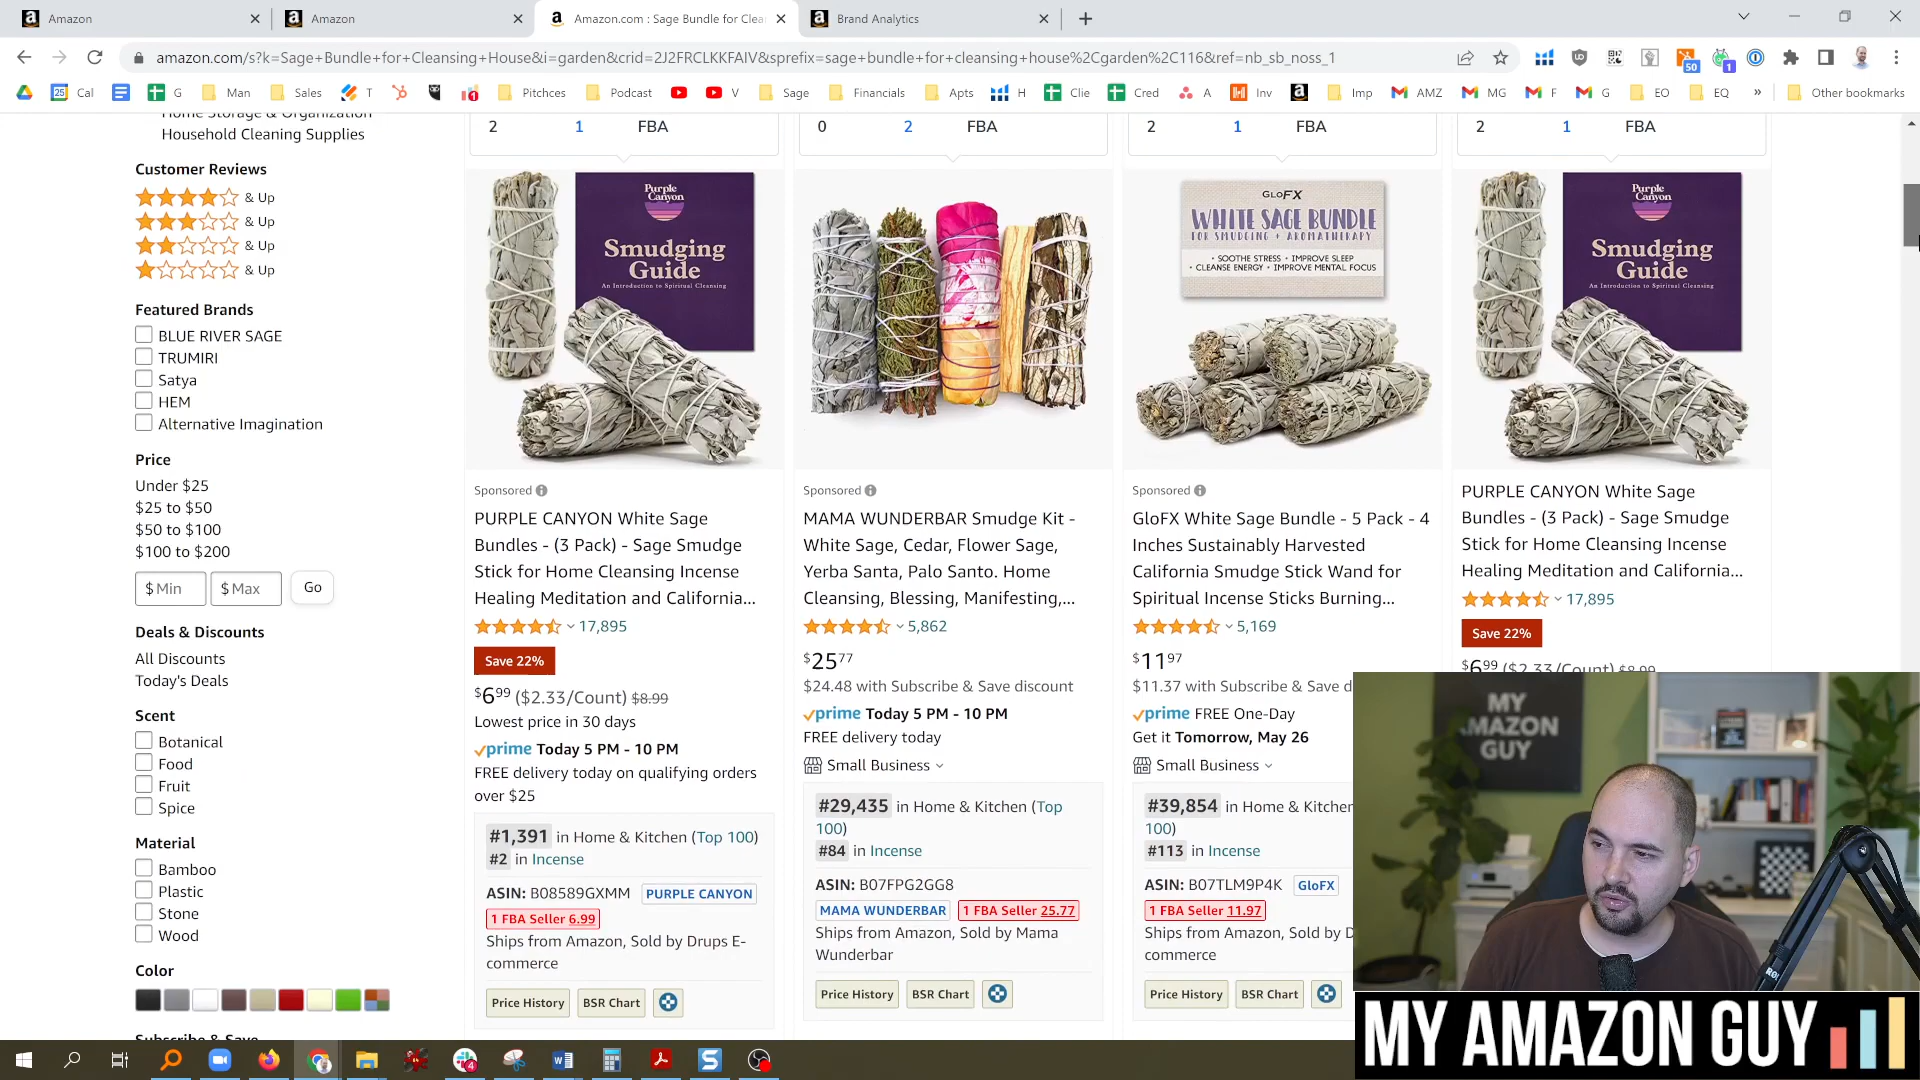 Amazon
Amazon
Amazon.com : Sage Bundle for Clea
Brand Analytics
amazon.com/s?k=Sage+Bundle+for+Cleansing+House&i=garden&crid=2J2FRCLKKFAIV&sprefix=sage+bundle+for+cleansing+house%2Cgarden%2C116&ref=nb_sb_noss_1
50
1
25 Cal
G
Man
Sales
T
1
Pitchces
Podcast
V
Sage
Financials
Apts
H
Clie
Cred
A
Inv
Imp
AMZ
MG
F
G
EO
EQ
»
Other bookmarks
Home Storage & Organization
Household Cleaning Supplies
Customer Reviews
& Up
& Up
& Up
& Up
Featured Brands
BLUE RIVER SAGE
TRUMIRI
Satya
HEM
Alternative Imagination
Price
Under $25
$25 to $50
$50 to $100
$100 to $200
$ Min
$ Max
Go
Deals & Discounts
All Discounts
Today's Deals
Scent
Botanical
Food
Fruit
Spice
Material
Bamboo
Plastic
Stone
Wood
Color
Subscribe & Save
2 1 FBA
Purple
Canyon
Smudging
Guide
An Introduction to Spiritual Cleansing
Sponsored
PURPLE CANYON White Sage
Bundles - (3 Pack) - Sage Smudge
Stick for Home Cleansing Incense
Healing Meditation and California...
17,895
Save 22%
$6.99 ($2.33/Count) $8.99
Lowest price in 30 days
prime Today 5 PM - 10 PM
FREE delivery today on qualifying orders
over $25
#1,391 in Home & Kitchen (Top 100)
#2 in Incense
ASIN: B08589GXMM PURPLE CANYON
1 FBA Seller 6.99
Ships from Amazon, Sold by Drups E-
commerce
Price History
BSR Chart
0 2 FBA
Sponsored
MAMA WUNDERBAR Smudge Kit -
White Sage, Cedar, Flower Sage,
Yerba Santa, Palo Santo. Home
Cleansing, Blessing, Manifesting,...
5,862
$25.77
$24.48 with Subscribe & Save discount
prime Today 5 PM - 10 PM
FREE delivery today
Small Business
#29,435 in Home & Kitchen (Top
100)
#84 in Incense
ASIN: B07FPG2GG8
MAMA WUNDERBAR 1 FBA Seller 25.77
Ships from Amazon, Sold by Mama
Wunderbar
Price History
BSR Chart
2 1 FBA
GLOFX
WHITE SAGE BUNDLE
FOR SMUDGING + AROMATHERAPY
• SOOTHE STRESS • IMPROVE SLEEP
• CLEANSE ENERGY • IMPROVE MENTAL FOCUS
Sponsored
GloFX White Sage Bundle - 5 Pack - 4
Inches Sustainably Harvested
California Smudge Stick Wand for
Spiritual Incense Sticks Burning...
5,169
$11.97
$11.37 with Subscribe & Save d
prime FREE One-Day
Get it Tomorrow, May 26
Small Business
#39,854 in Home & Kitchen
100)
#113 in Incense
ASIN: B07TLM9P4K GloFX
1 FBA Seller 11.97
Ships from Amazon, Sold by D
commerce
Price History
BSR Chart
2 1 FBA
Purple
Canyon
Smudging
Guide
An Introduction to Spiritual Cleansing
PURPLE CANYON White Sage
Bundles - (3 Pack) - Sage Smudge
Stick for Home Cleansing Incense
Healing Meditation and California...
17,895
Save 22%
$6.99 ($2.33/Count) $8.99
MY
AMAZON
GUY
MY AMAZON GUY
4